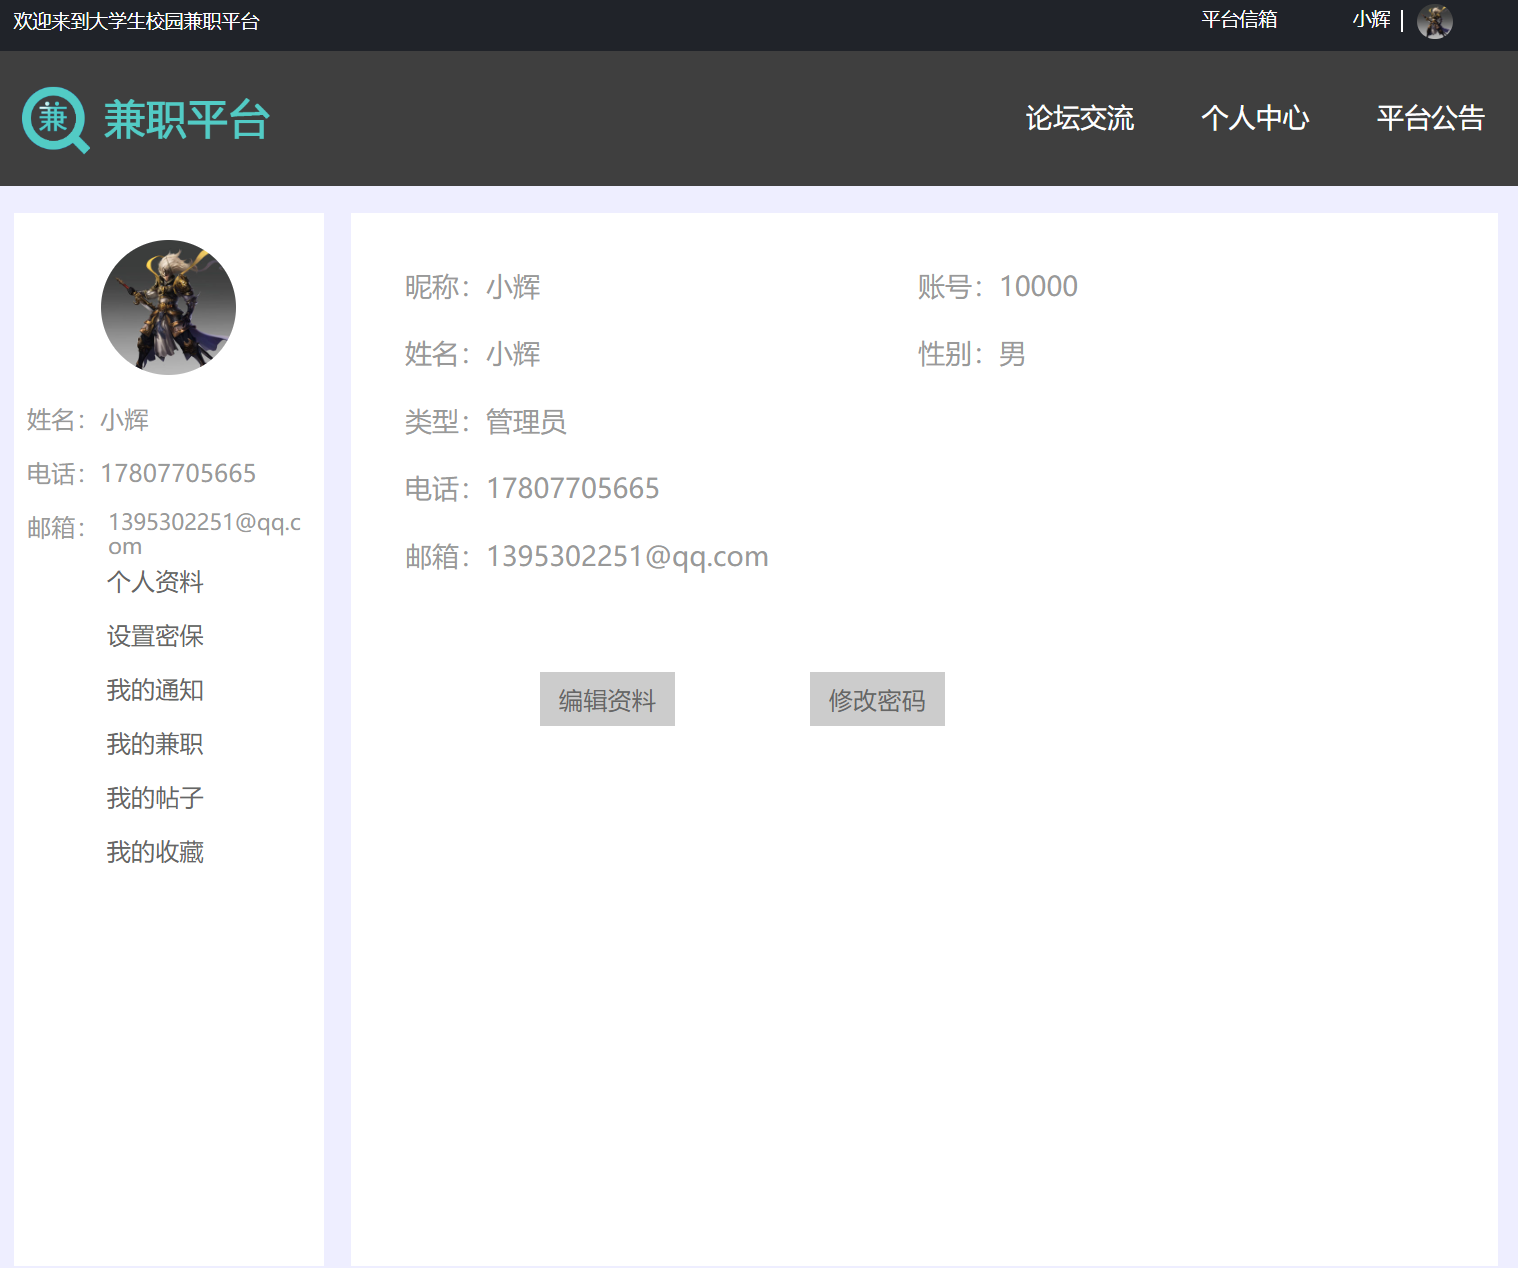 欢迎来到大学生校园兼职平台
平台信箱
小辉
兼 兼职平台
论坛交流
个人中心
平台公告
姓名：小辉
电话：17807705665
邮箱：1395302251@qq.c
om
个人资料
设置密保
我的通知
我的兼职
我的帖子
我的收藏
昵称：小辉
账号：10000
姓名：小辉
性别：男
类型：管理员
电话：17807705665
邮箱：1395302251@qq.com
编辑资料
修改密码